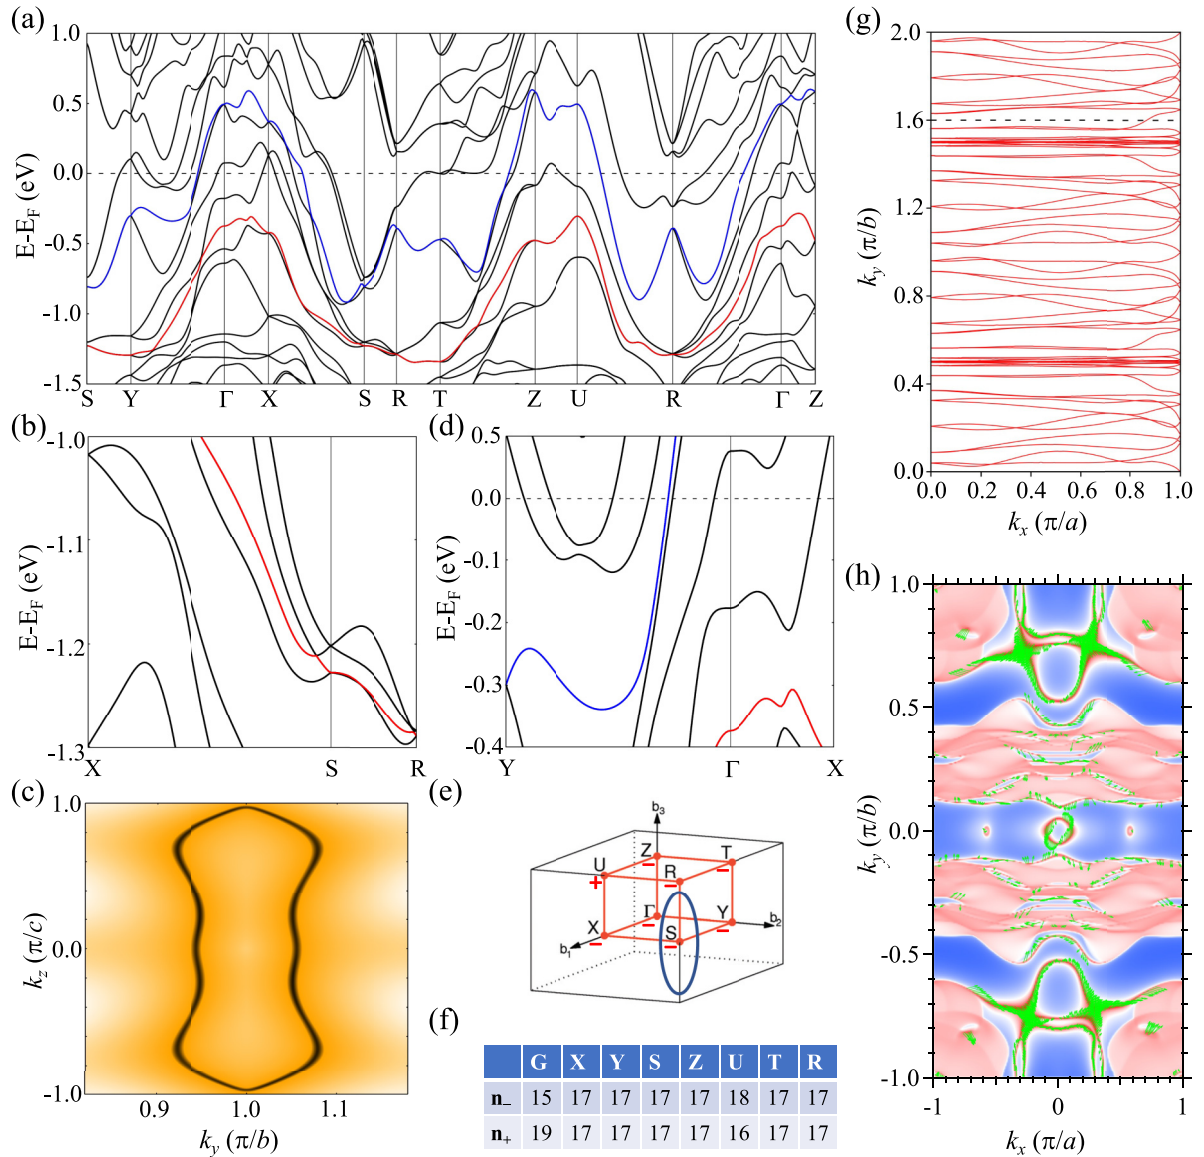 (a)
1.0
0.5
0.0
-0.5
-1.0
-1.5
E-E_F (eV)
S Y Γ X S R T Z U R Γ Z
(b)
-1.0
-1.1
-1.2
-1.3
E-E_F (eV)
X S R
(d)
0.5
0.0
-0.1
-0.2
-0.3
-0.4
E-E_F (eV)
Y Γ X
(c)
1.0
0.5
0.0
-0.5
-1.0
k_z (π/c)
0.9 1.0 1.1
k_y (π/b)
(e)
b_3
U Z T
R
+ − − −
X Γ Y
S
− − − −
b_1 b_2
(f)
G X Y S Z U T R
n_− 15 17 17 17 17 18 17 17
n_+ 19 17 17 17 17 16 17 17
(g)
2.0
1.6
1.2
0.8
0.4
0.0
k_y (π/b)
0.0 0.2 0.4 0.6 0.8 1.0
k_x (π/a)
(h)
1.0
0.5
0.0
-0.5
-1.0
k_y (π/b)
-1 0 1
k_x (π/a)